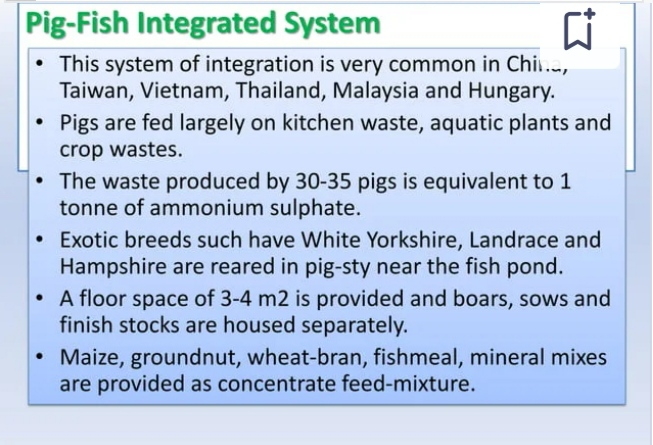 Pig-Fish Integrated System
• This system of integration is very common in China,
Taiwan, Vietnam, Thailand, Malaysia and Hungary.
• Pigs are fed largely on kitchen waste, aquatic plants and
crop wastes.
• The waste produced by 30-35 pigs is equivalent to 1
tonne of ammonium sulphate.
• Exotic breeds such have White Yorkshire, Landrace and
Hampshire are reared in pig-sty near the fish pond.
• A floor space of 3-4 m2 is provided and boars, sows and
finish stocks are housed separately.
• Maize, groundnut, wheat-bran, fishmeal, mineral mixes
are provided as concentrate feed-mixture.